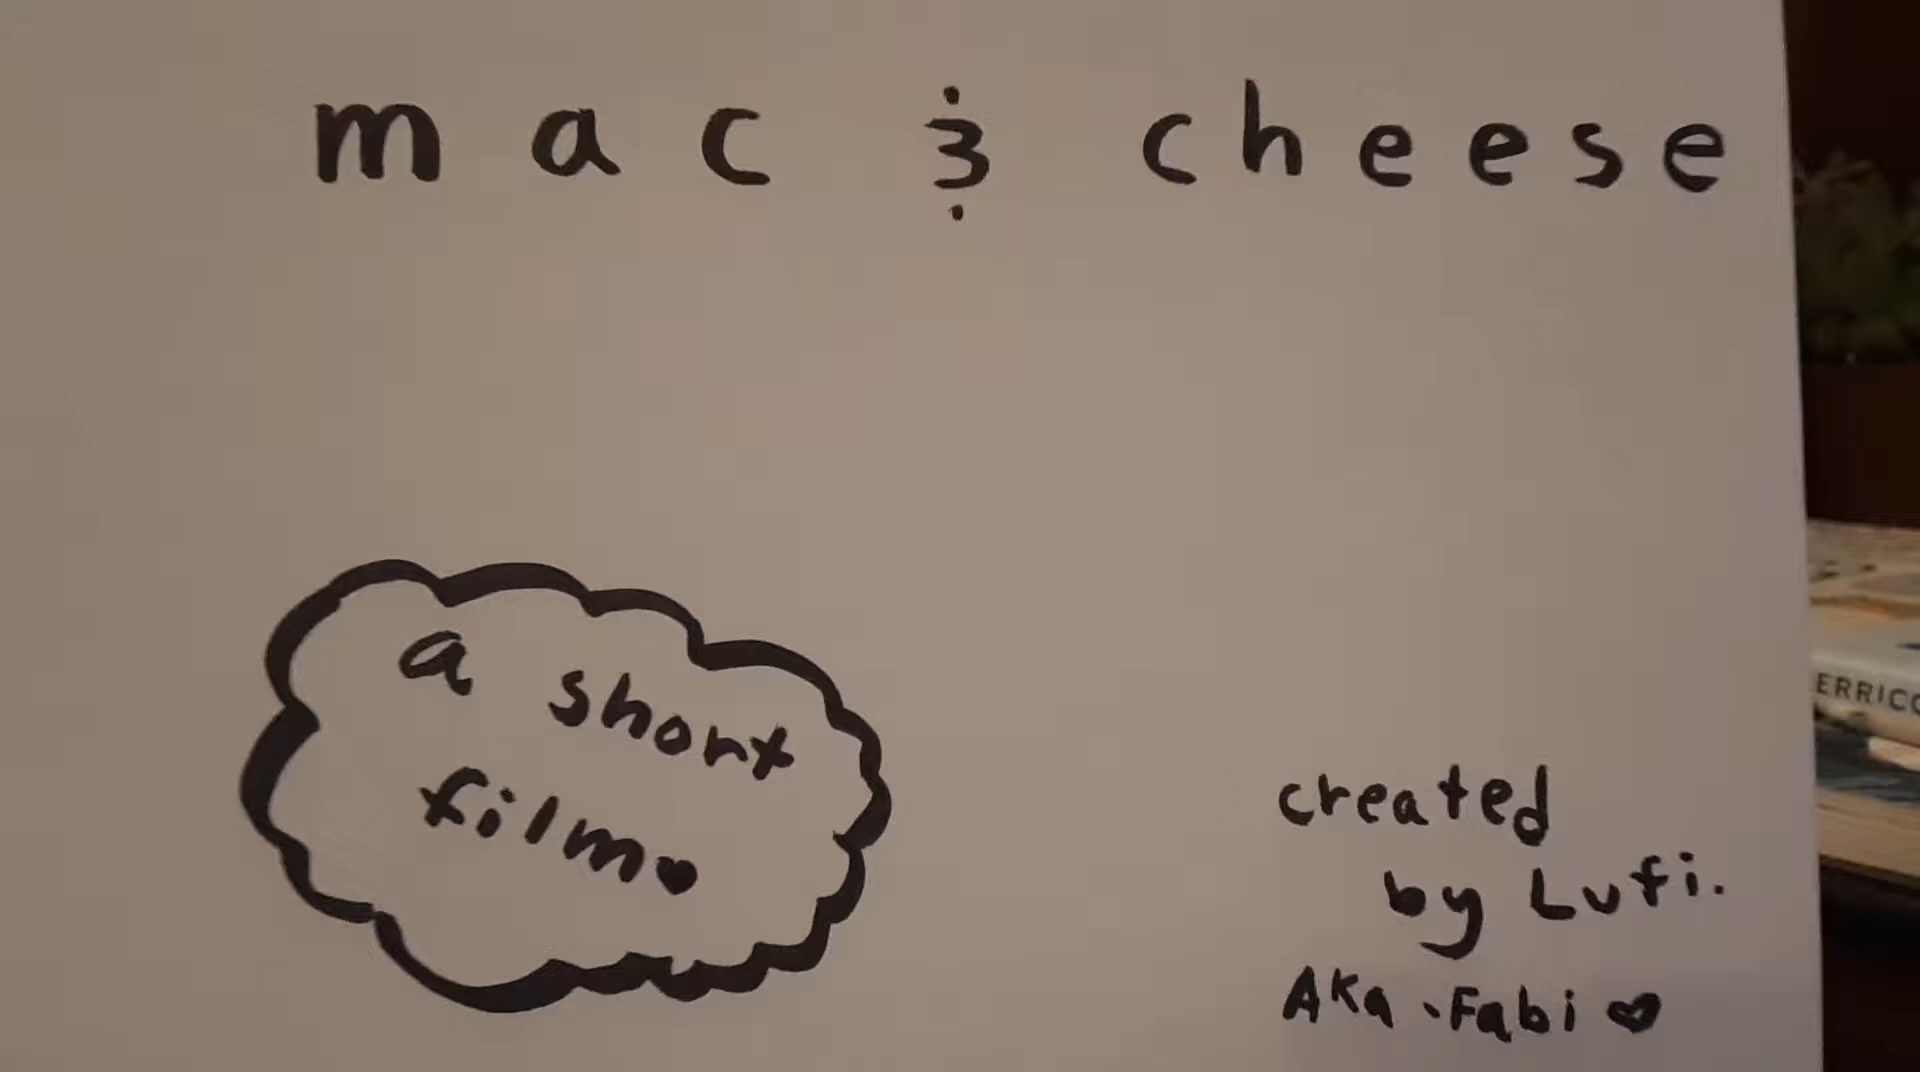 mac & cheese
a short
film♥
created
by Lufi.
AKa .Fabi ♥
ERRICO